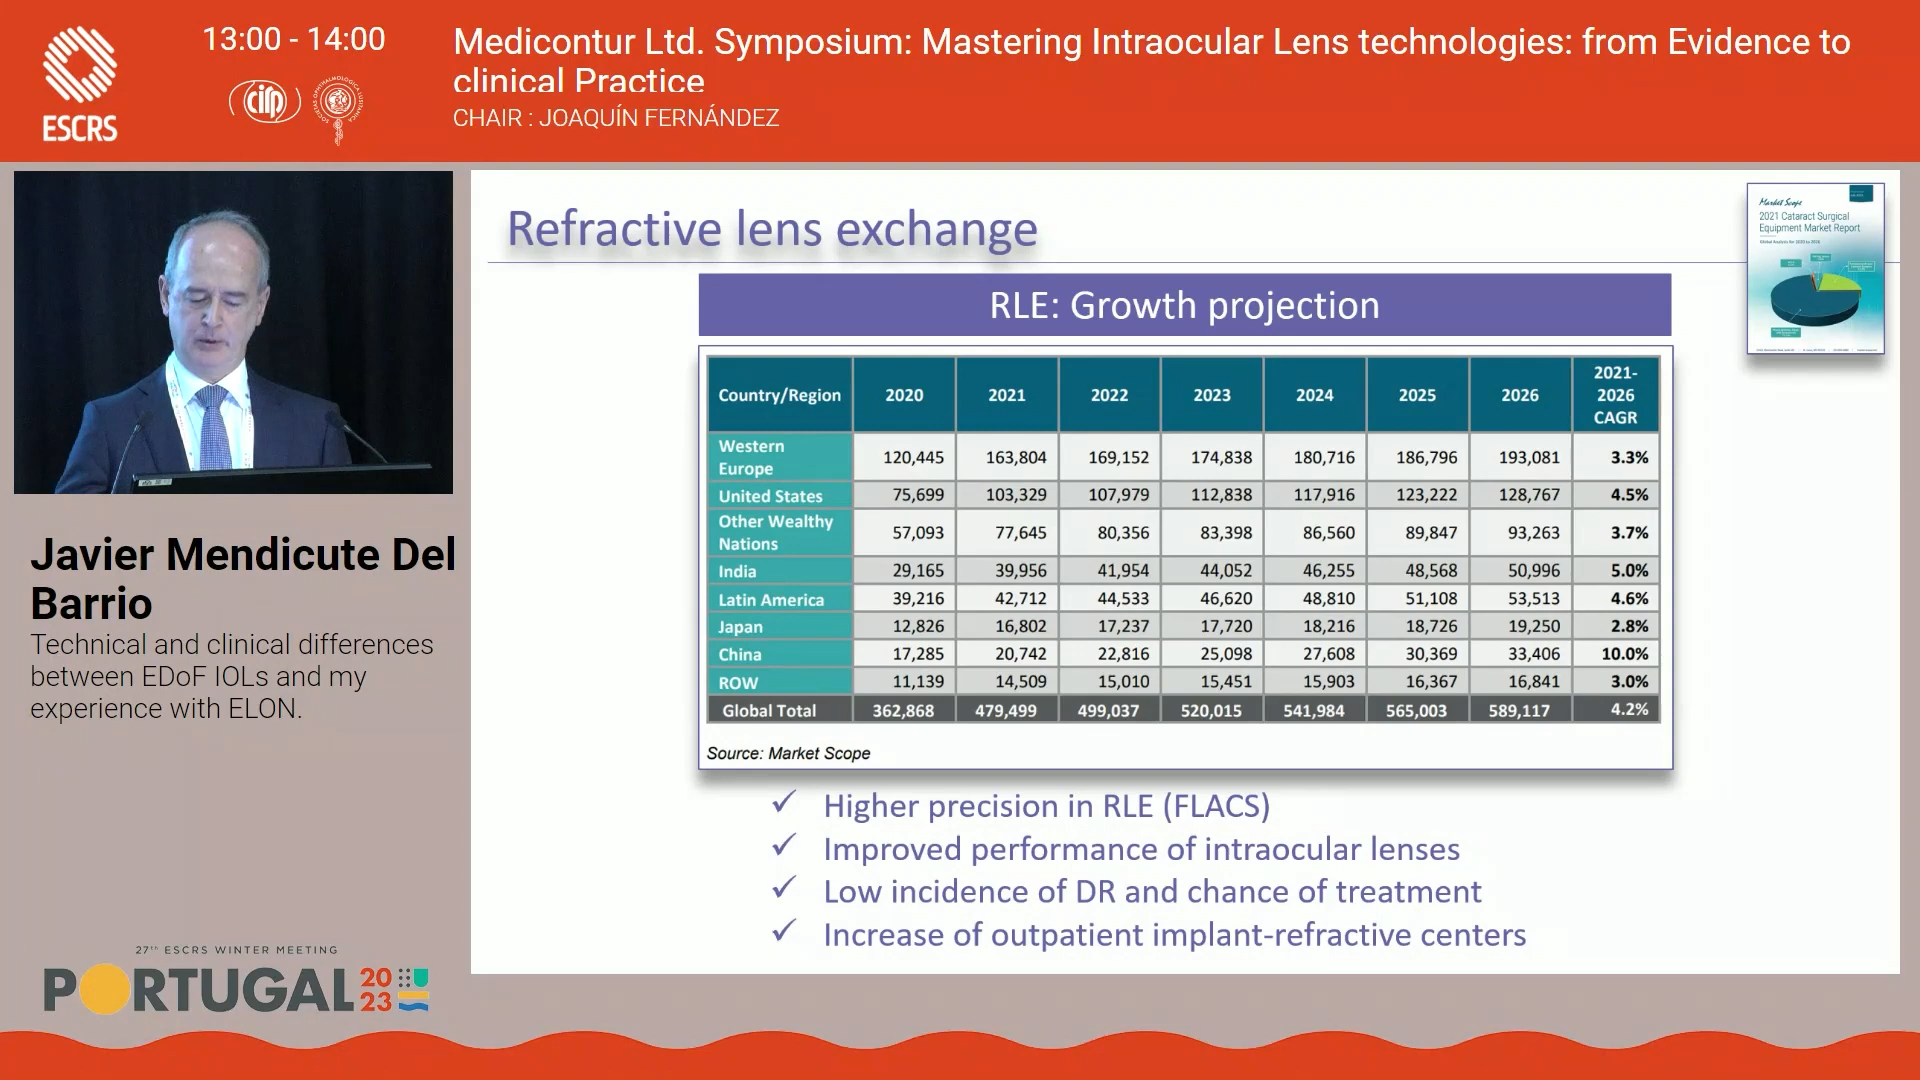 13:00 - 14:00
Medicontur Ltd. Symposium: Mastering Intraocular Lens technologies: from Evidence to
clinical Practice
CHAIR : JOAQUÍN FERNÁNDEZ
ESCRS
cirp
Refractive lens exchange
Market Scope
2021 Cataract Surgical
Equipment Market Report
RLE: Growth projection
Country/Region 2020 2021 2022 2023 2024 2025 2026 2021-
2026
CAGR
Western
Europe 120,445 163,804 169,152 174,838 180,716 186,796 193,081 3.3%
United States 75,699 103,329 107,979 112,838 117,916 123,222 128,767 4.5%
Other Wealthy
Nations 57,093 77,645 80,356 83,398 86,560 89,847 93,263 3.7%
India 29,165 39,956 41,954 44,052 46,255 48,568 50,996 5.0%
Latin America 39,216 42,712 44,533 46,620 48,810 51,108 53,513 4.6%
Japan 12,826 16,802 17,237 17,720 18,216 18,726 19,250 2.8%
China 17,285 20,742 22,816 25,098 27,608 30,369 33,406 10.0%
ROW 11,139 14,509 15,010 15,451 15,903 16,367 16,841 3.0%
Global Total 362,868 479,499 499,037 520,015 541,984 565,003 589,117 4.2%
Source: Market Scope
✓ Higher precision in RLE (FLACS)
✓ Improved performance of intraocular lenses
✓ Low incidence of DR and chance of treatment
✓ Increase of outpatient implant-refractive centers
Javier Mendicute Del
Barrio
Technical and clinical differences
between EDoF IOLs and my
experience with ELON.
27TH ESCRS WINTER MEETING
PORTUGAL 20
23